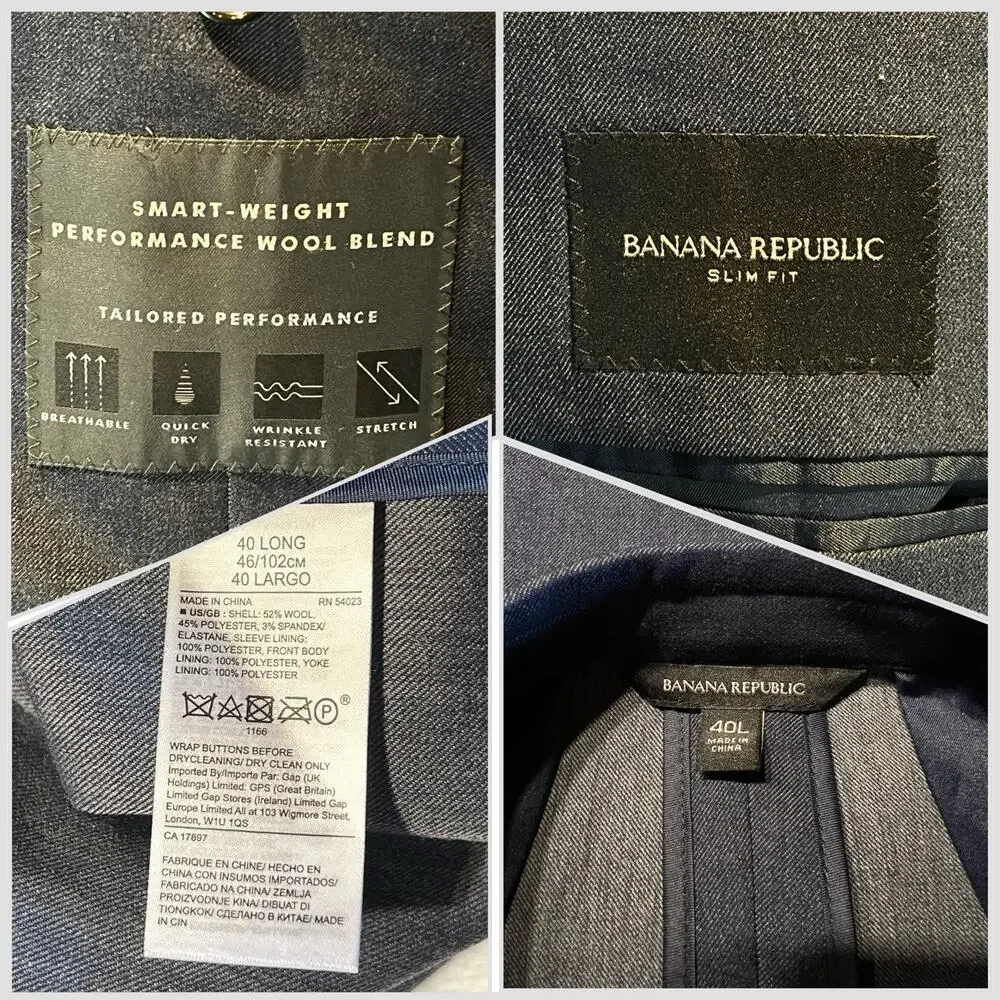 SMART-WEIGHT
PERFORMANCE WOOL BLEND
TAILORED PERFORMANCE
BREATHABLE
QUICK
DRY
WRINKLE
RESISTANT
STRETCH
BANANA REPUBLIC
SLIM FIT
40 LONG
46/102CM
40 LARGO
MADE IN CHINA RN 54023
■ US/GB : SHELL: 52% WOOL,
45% POLYESTER, 3% SPANDEX/
ELASTANE, SLEEVE LINING:
100% POLYESTER, FRONT BODY
LINING: 100% POLYESTER, YOKE
LINING: 100% POLYESTER
P ®
1166
WRAP BUTTONS BEFORE
DRYCLEANING/ DRY CLEAN ONLY
Imported By/Importe Par: Gap (UK
Holdings) Limited: GPS (Great Britain)
Limited Gap Stores (Ireland) Limited Gap
Europe Limited All at 103 Wigmore Street,
London, W1U 1QS
CA 17897
FABRIQUE EN CHINE/ HECHO EN
CHINA CON INSUMOS IMPORTADOS/
FABRICADO NA CHINA/ ZEMLJA
PROIZVODNJE KINA/ DIBUAT DI
TIONGKOK/ СДЕЛАНО В КИТАЕ/ MADE
IN CIN
BANANA REPUBLIC
40L
MADE IN
CHINA